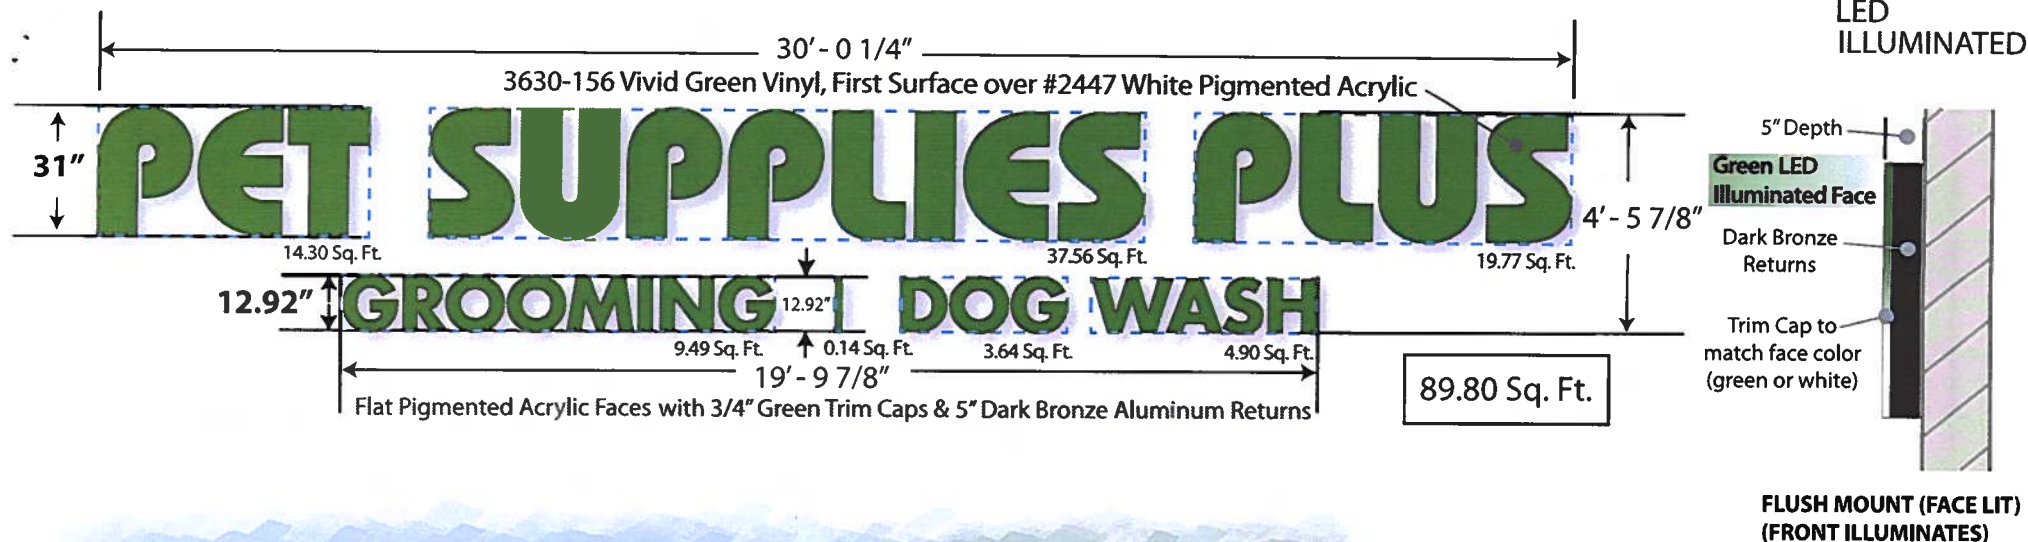 LED
ILLUMINATED
30' - 0 1/4"
3630-156 Vivid Green Vinyl, First Surface over #2447 White Pigmented Acrylic
31"
PET SUPPLIES PLUS
14.30 Sq. Ft.
37.56 Sq. Ft.
19.77 Sq. Ft.
4' - 5 7/8"
12.92"
GROOMING
12.92"
|
DOG WASH
9.49 Sq. Ft.
0.14 Sq. Ft.
3.64 Sq. Ft.
4.90 Sq. Ft.
19' - 9 7/8"
Flat Pigmented Acrylic Faces with 3/4" Green Trim Caps & 5" Dark Bronze Aluminum Returns
89.80 Sq. Ft.
5" Depth
Green LED
Illuminated Face
Dark Bronze
Returns
Trim Cap to
match face color
(green or white)
FLUSH MOUNT (FACE LIT)
(FRONT ILLUMINATES)